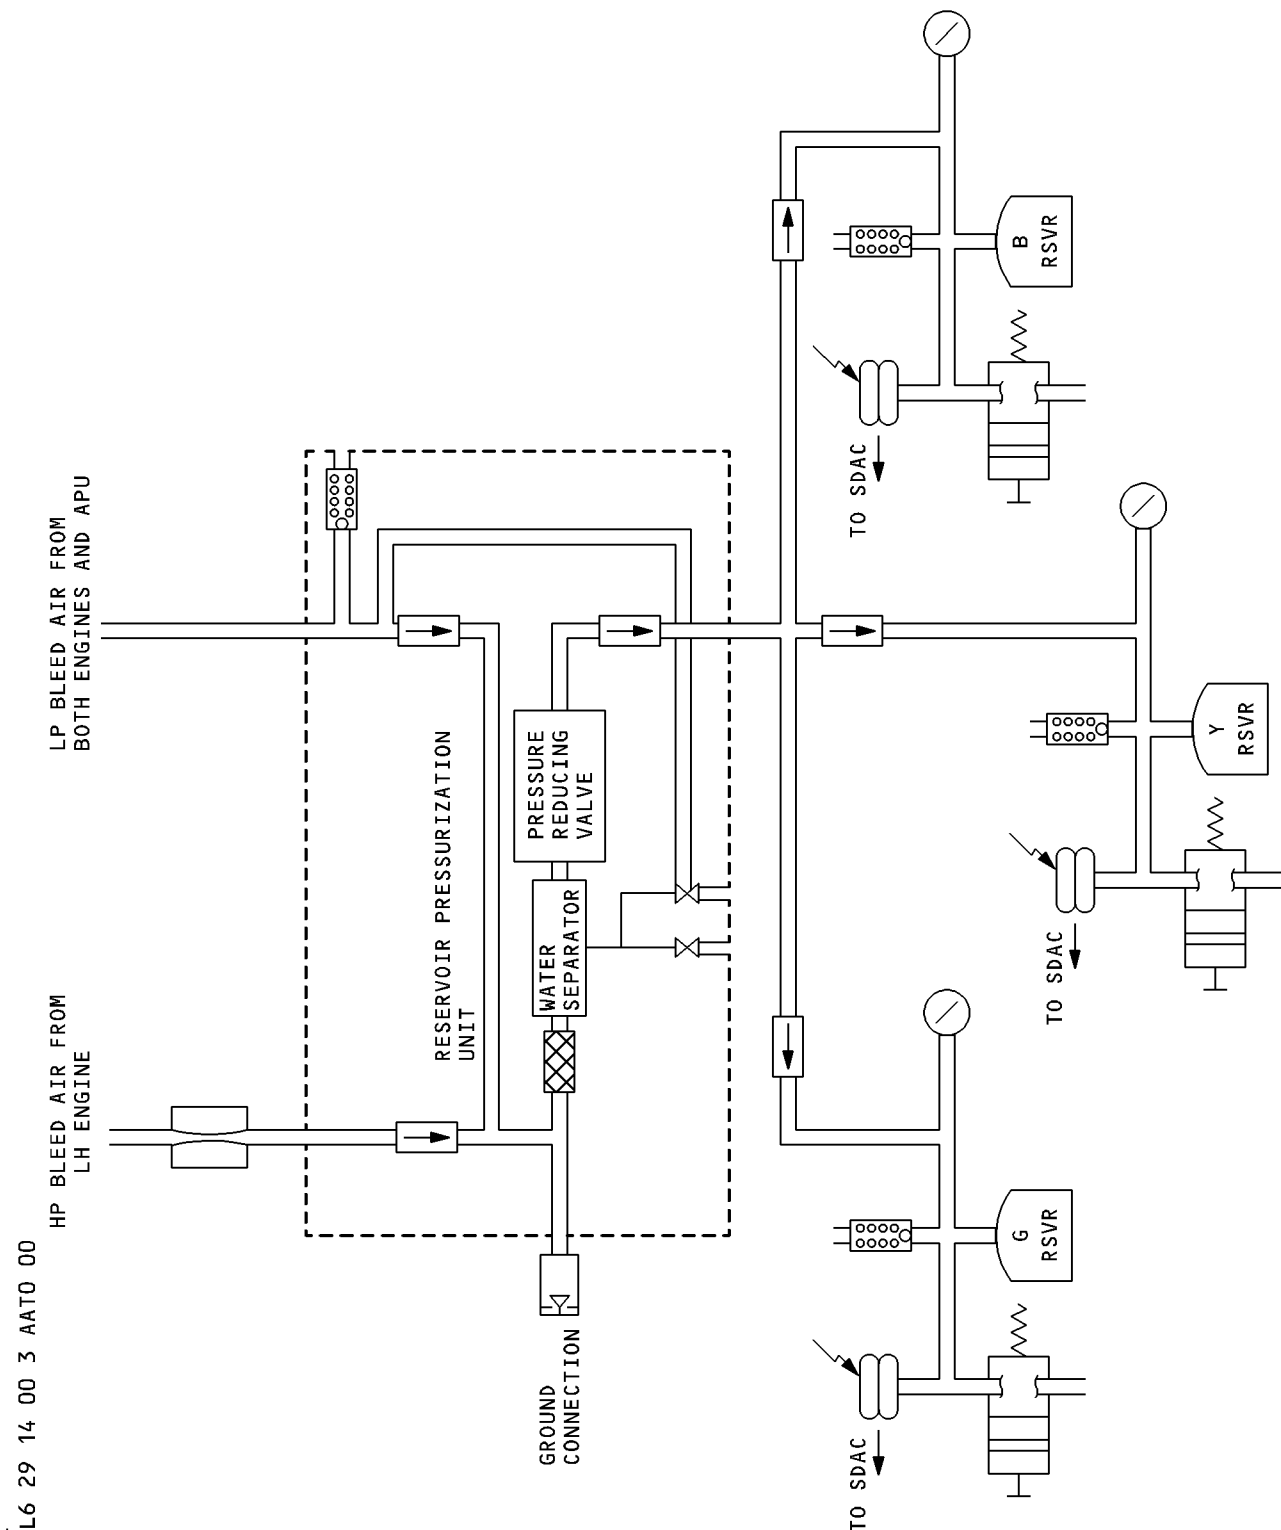 L6 29 14 00 3 AAT0 00
HP BLEED AIR FROM
LH ENGINE
LP BLEED AIR FROM
BOTH ENGINES AND APU
RESERVOIR PRESSURIZATION
UNIT
GROUND
CONNECTION
WATER
SEPARATOR
PRESSURE
REDUCING
VALVE
TO SDAC
G
RSVR
TO SDAC
B
RSVR
TO SDAC
Y
RSVR